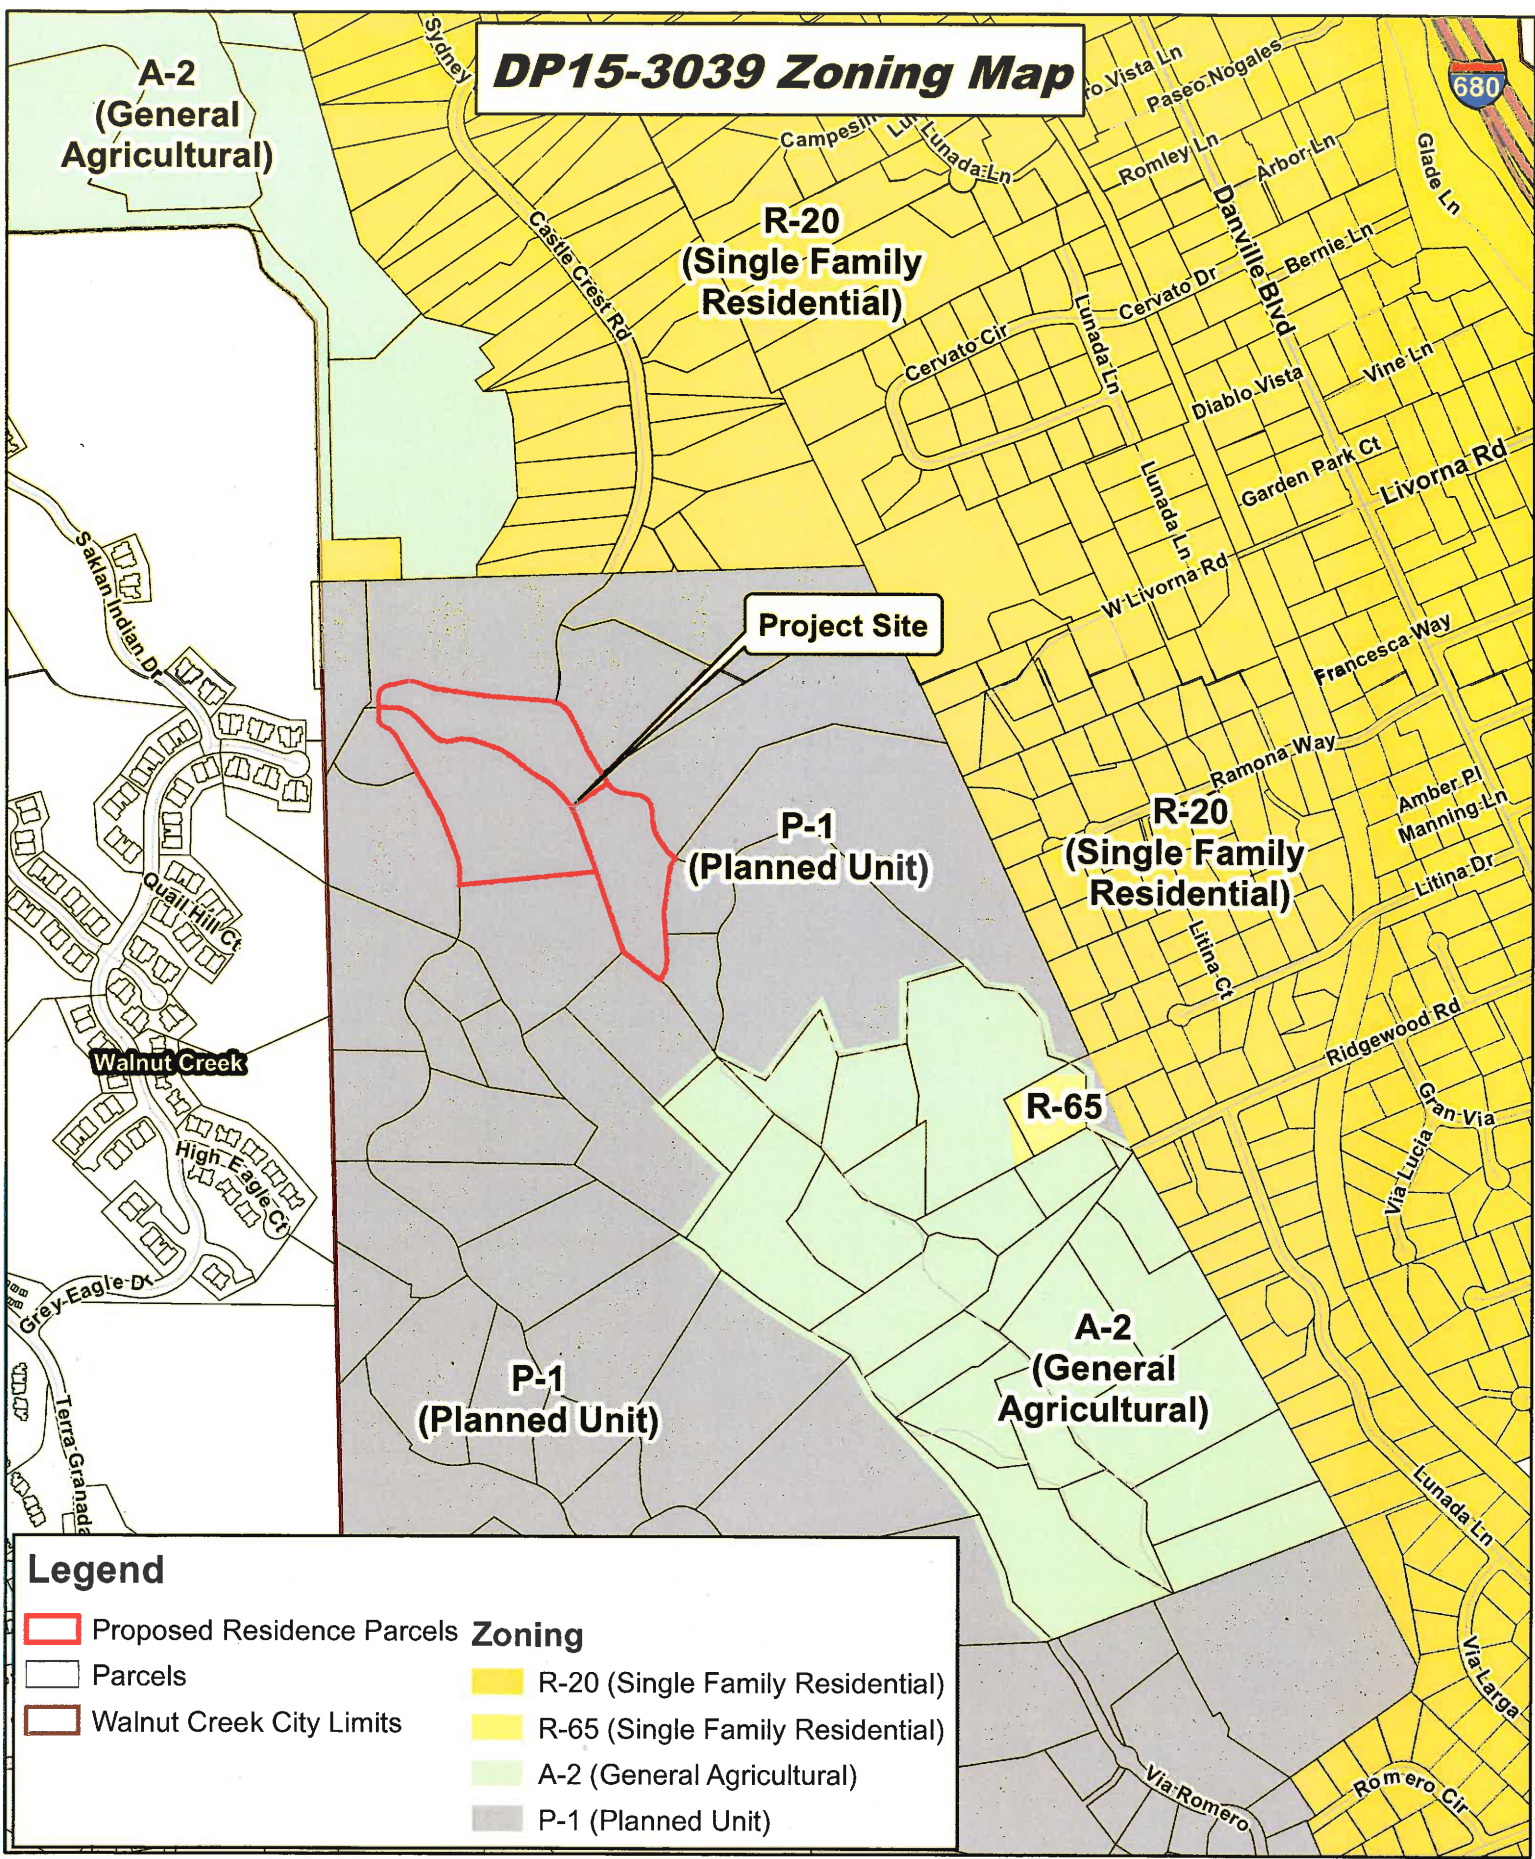 DP15-3039 Zoning Map
A-2
(General
Agricultural)
Sydney
ro Vista Ln
Paseo Nogales
680
Lunada Ln
Romley Ln
Arbor Ln
Glade Ln
R-20
(Single Family
Residential)
Castle Crest Rd
Danville Blvd
Bernie Ln
Cervato Dr
Cervato Cir
Lunada Ln
Vine Ln
Diablo Vista
Garden Park Ct
Livorna Rd
Lunada Ln
W Livorna Rd
Saklan Indian Dr
Project Site
Francesca Way
Ramona Way
Amber Pl
Manning Ln
P-1
(Planned Unit)
R-20
(Single Family
Residential)
Litina Dr
Quail Hill Ct
Litina Ct
Ridgewood Rd
Walnut Creek
R-65
Gran Via
Via Lucia
High Eagle Ct
Grey Eagle Dr
A-2
(General
Agricultural)
P-1
(Planned Unit)
Terra Granada
Lunada Ln
Via Larga
Via Romero
Romero Cir
Legend
Proposed Residence Parcels
Parcels
Walnut Creek City Limits
Zoning
R-20 (Single Family Residential)
R-65 (Single Family Residential)
A-2 (General Agricultural)
P-1 (Planned Unit)